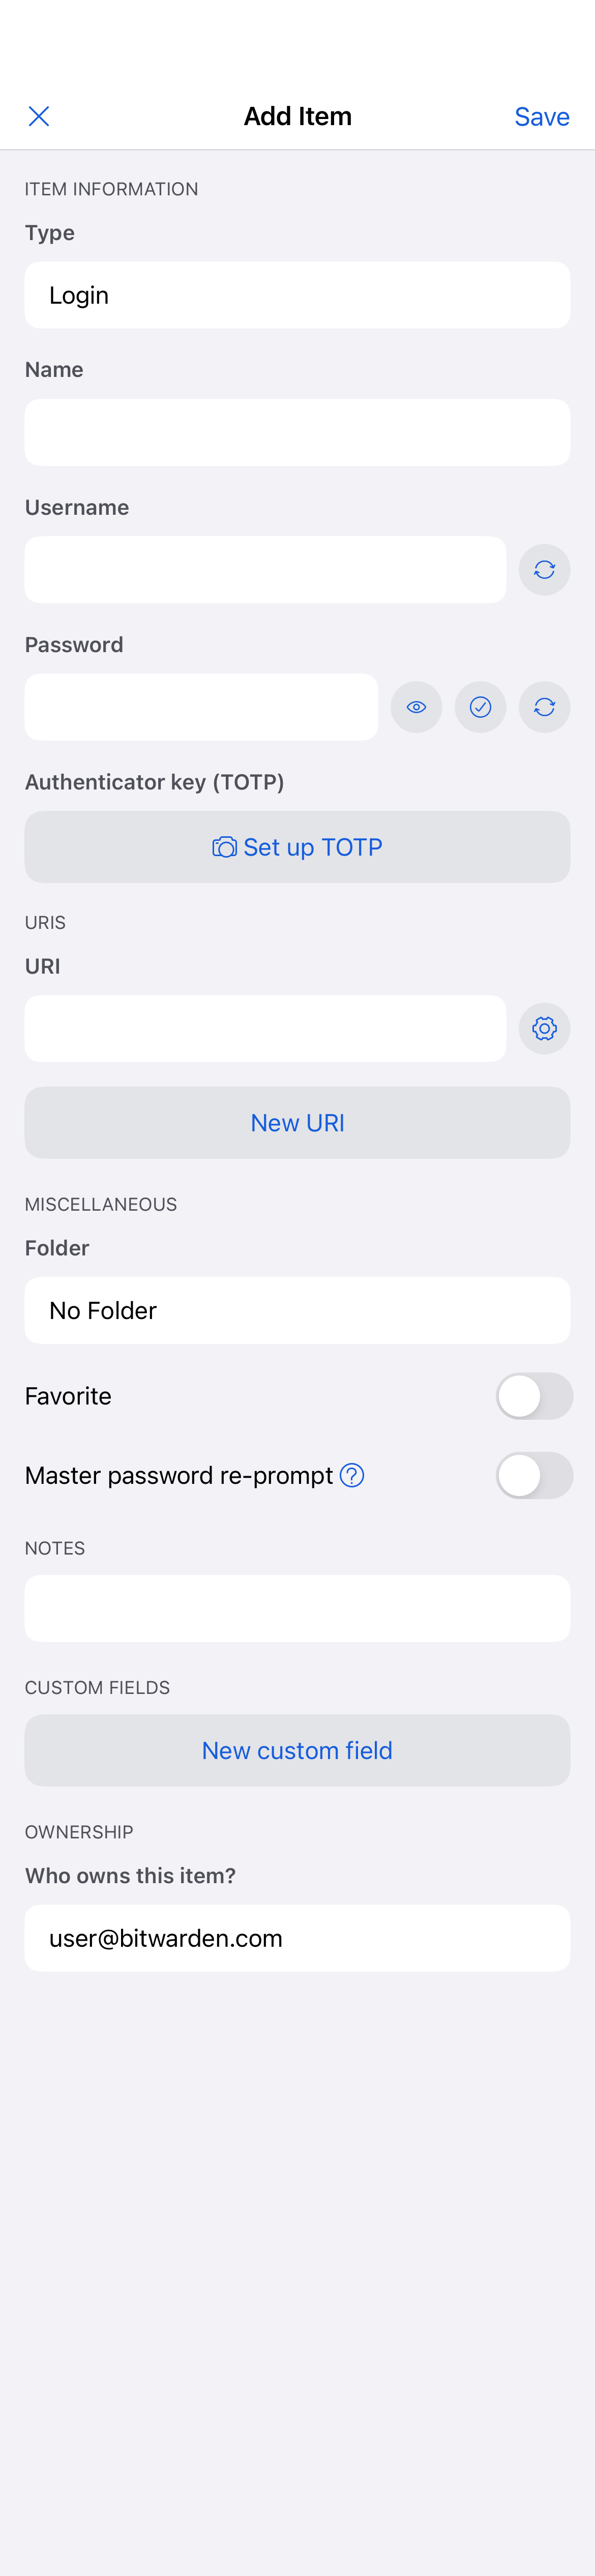 Add Item
Save
ITEM INFORMATION
Type
Login
Name
Username
Password
Authenticator key (TOTP)
Set up TOTP
URIS
URI
New URI
MISCELLANEOUS
Folder
No Folder
Favorite
Master password re-prompt
NOTES
CUSTOM FIELDS
New custom field
OWNERSHIP
Who owns this item?
user@bitwarden.com